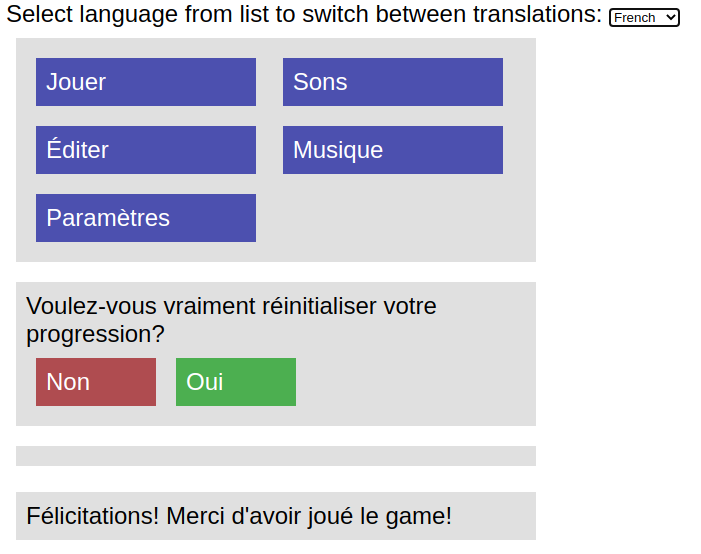 Select language from list to switch between translations: French
Jouer
Sons
Éditer
Musique
Paramètres
Voulez-vous vraiment réinitialiser votre
progression?
Non
Oui
Félicitations! Merci d'avoir joué le game!